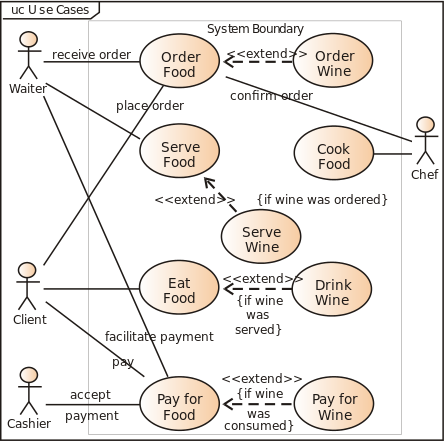 uc Use Cases
System Boundary
receive order
Order
Food
<<extend>>
Order
Wine
Waiter
place order
confirm order
Serve
Food
Cook
Food
Chef
<<extend>>
{if wine was ordered}
Serve
Wine
Client
Eat
Food
<<extend>>
{if wine
was
served}
Drink
Wine
facilitate payment
pay
Cashier
accept
payment
Pay for
Food
<<extend>>
{if wine
was
consumed}
Pay for
Wine